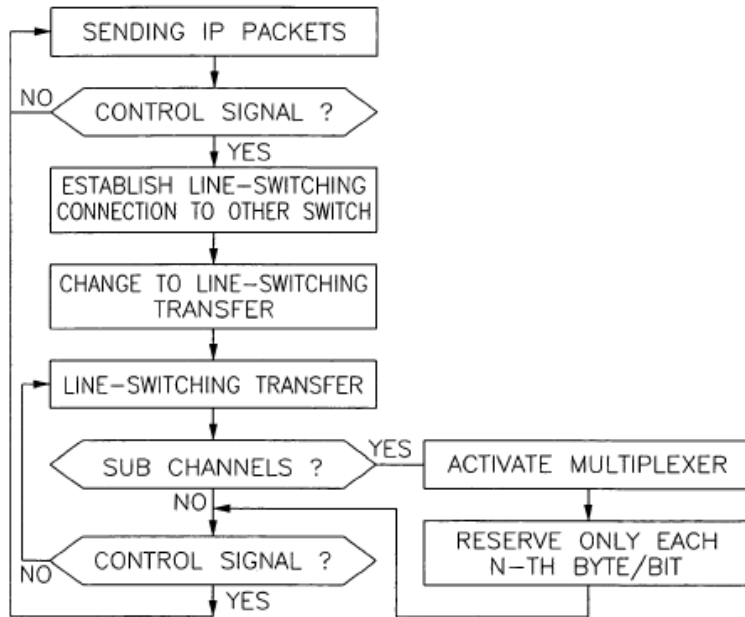 SENDING IP PACKETS
NO
CONTROL SIGNAL ?
YES
ESTABLISH LINE-SWITCHING
CONNECTION TO OTHER SWITCH
CHANGE TO LINE-SWITCHING
TRANSFER
LINE-SWITCHING TRANSFER
SUB CHANNELS ?
YES
ACTIVATE MULTIPLEXER
NO
RESERVE ONLY EACH
N-TH BYTE/BIT
CONTROL SIGNAL ?
NO
YES